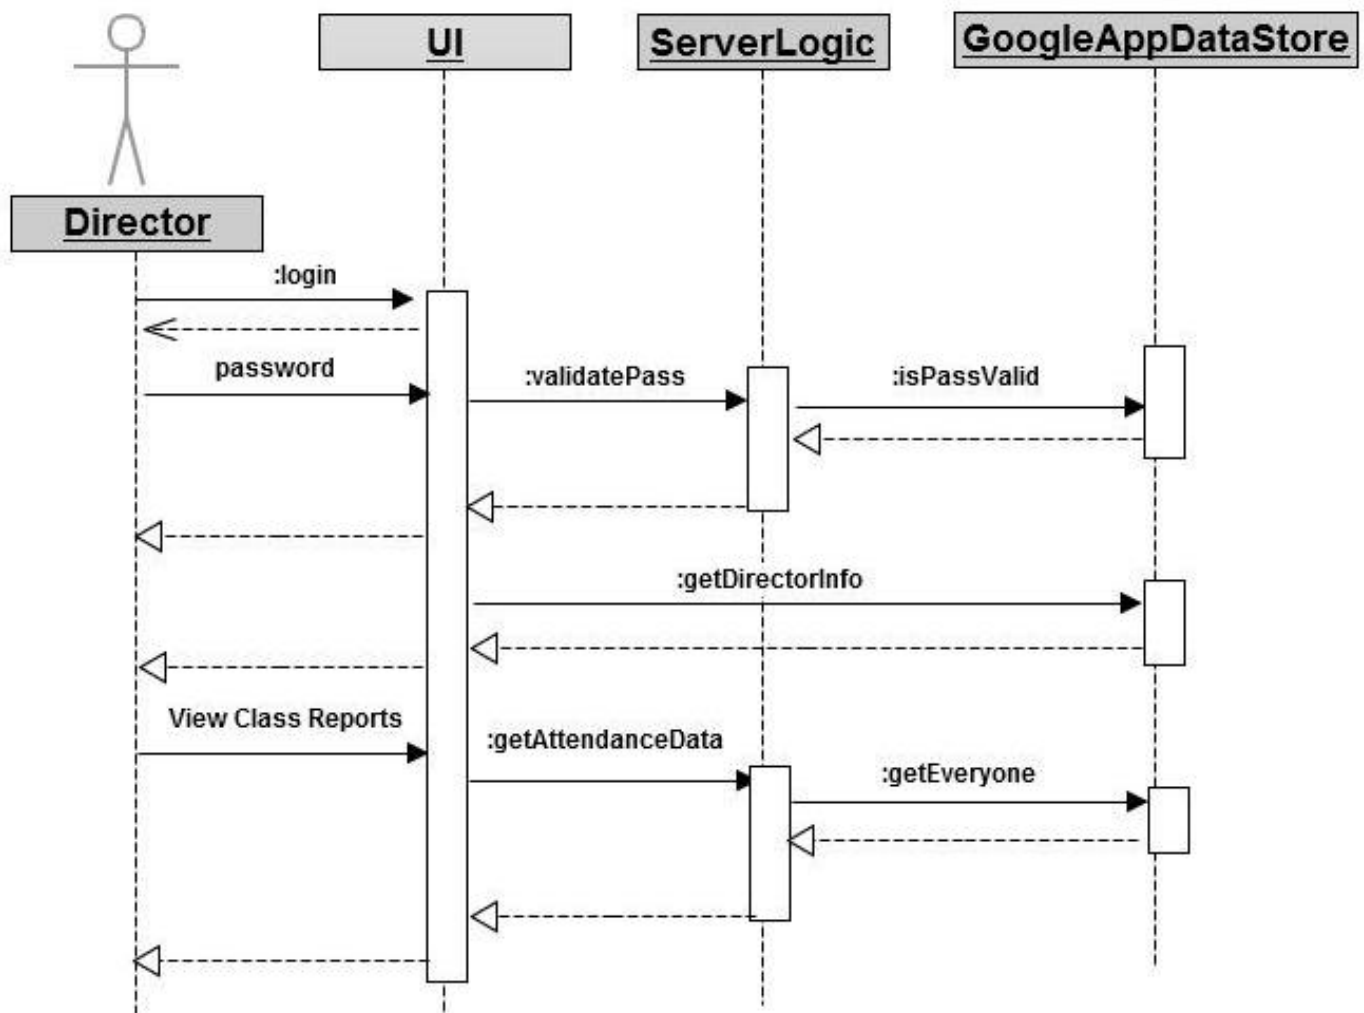 UI
ServerLogic
GoogleAppDataStore
Director
:login
password
:validatePass
:isPassValid
:getDirectorInfo
View Class Reports
:getAttendanceData
:getEveryone